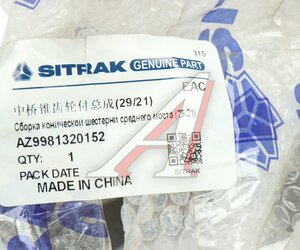 315
SITRAK GENUINE PART
EAC
中桥锥齿轮付总成(29/21)
Сборка конической шестерни среднего моста (29/21)
AZ9981320152
QTY: 1
PACK DATE
MADE IN CHINA
SITRAK